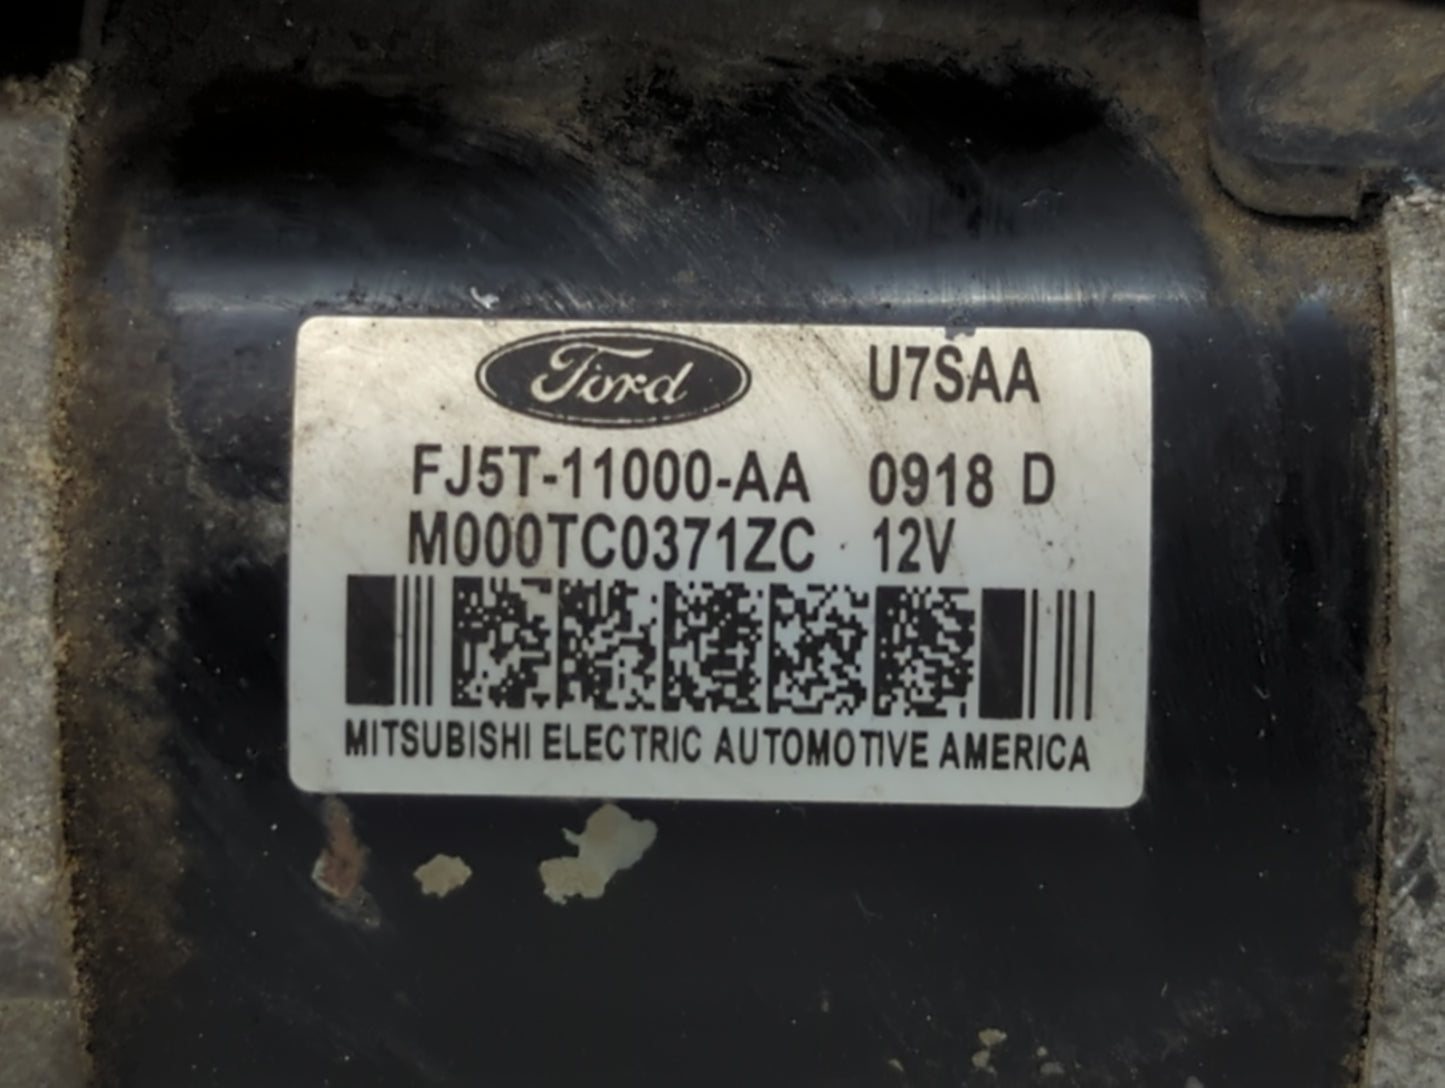 Ford U7SAA
FJ5T-11000-AA 0918 D
M000TC0371ZC 12V
MITSUBISHI ELECTRIC AUTOMOTIVE AMERICA